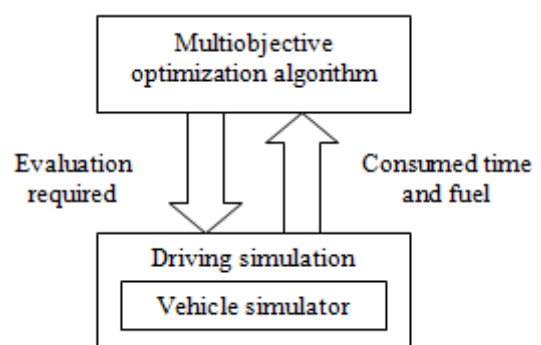 Multiobjective
optimization algorithm
Evaluation
required
Consumed time
and fuel
Driving simulation
Vehicle simulator